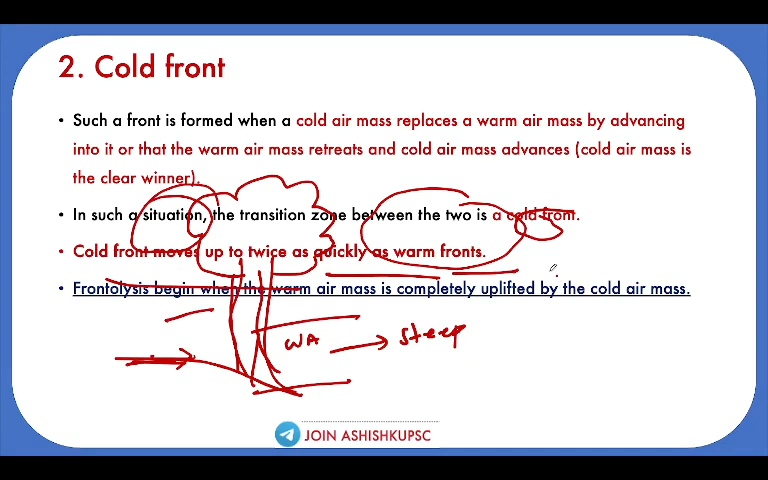 2. Cold front
• Such a front is formed when a cold air mass replaces a warm air mass by advancing
into it or that the warm air mass retreats and cold air mass advances (cold air mass is
the clear winner).
• In such a situation, the transition zone between the two is a cold front.
• Cold front moves up to twice as quickly as warm fronts.
• Frontolysis begin when the warm air mass is completely uplifted by the cold air mass.
WA → Steep
JOIN ASHISHKUPSC